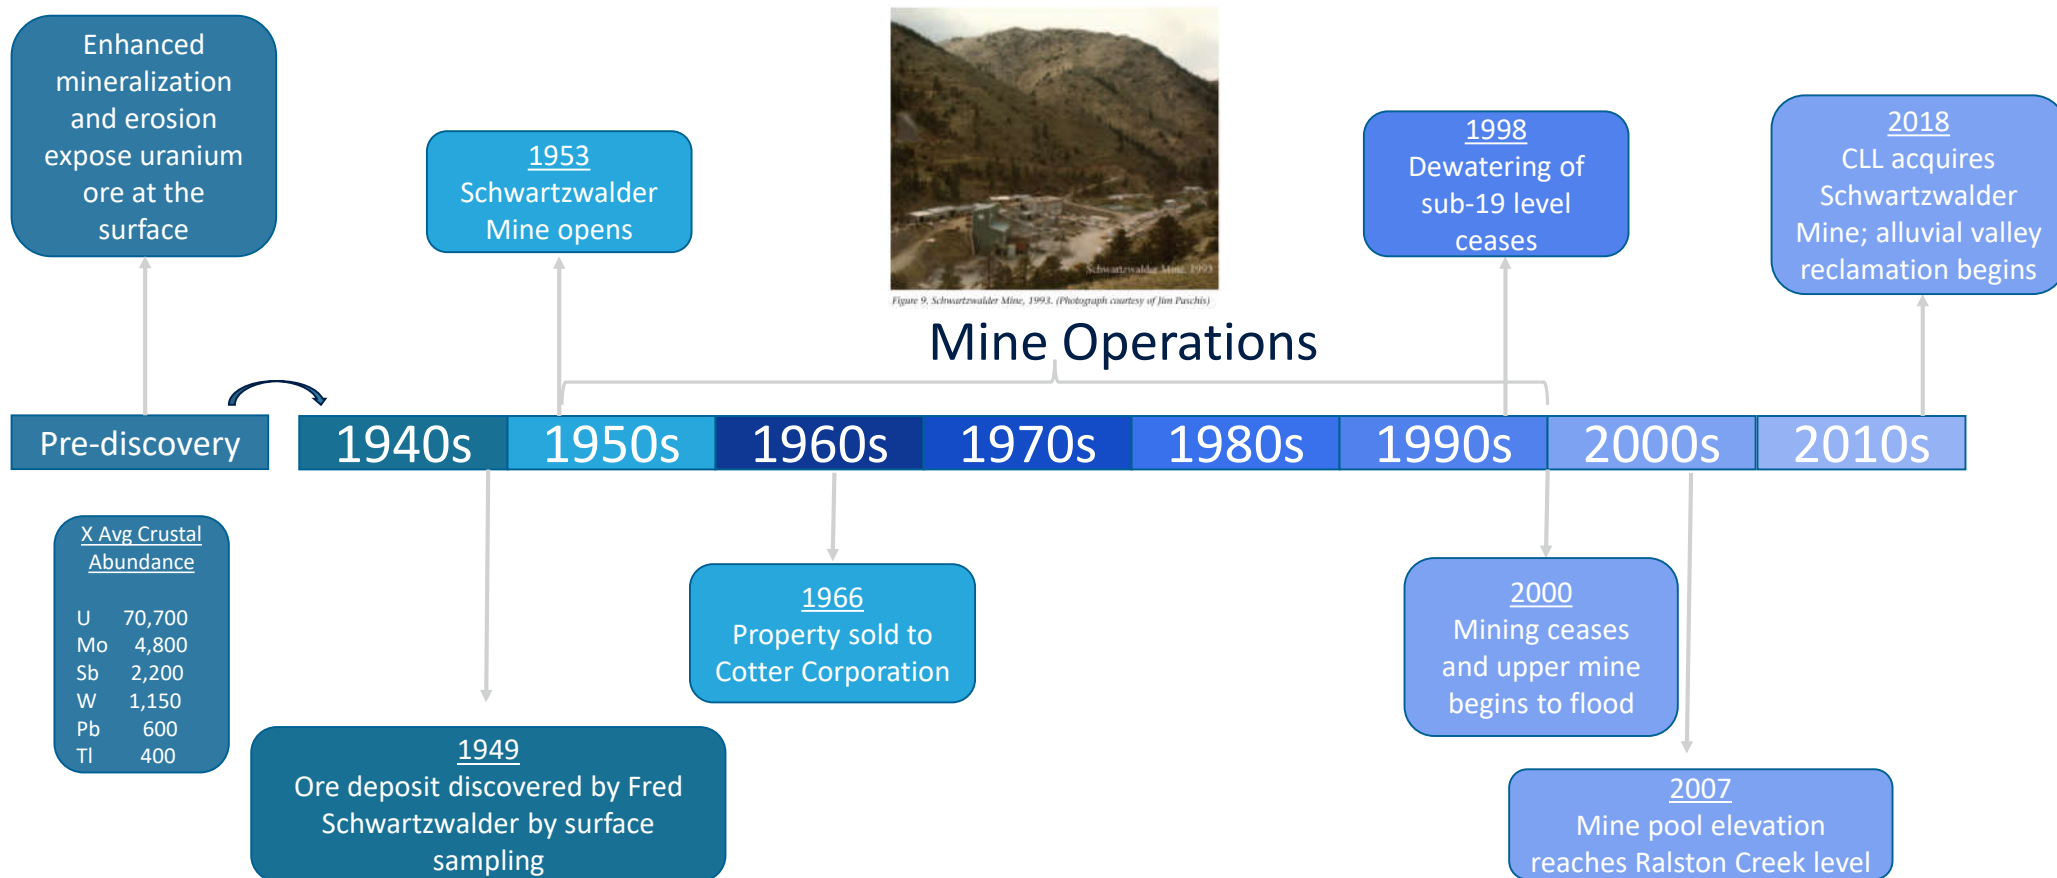 Enhanced
mineralization
and erosion
expose uranium
ore at the
surface
1953
Schwartzwalder
Mine opens
Schwartzwalder Mine, 1993
Figure 9. Schwartzwalder Mine, 1993. (Photograph courtesy of Jim Paschis)
1998
Dewatering of
sub-19 level
ceases
2018
CLL acquires
Schwartzwalder
Mine; alluvial valley
reclamation begins
Mine Operations
Pre-discovery
1940s
1950s
1960s
1970s
1980s
1990s
2000s
2010s
X Avg Crustal
Abundance
U 70,700
Mo 4,800
Sb 2,200
W 1,150
Pb 600
Tl 400
1949
Ore deposit discovered by Fred
Schwartzwalder by surface
sampling
1966
Property sold to
Cotter Corporation
2000
Mining ceases
and upper mine
begins to flood
2007
Mine pool elevation
reaches Ralston Creek level